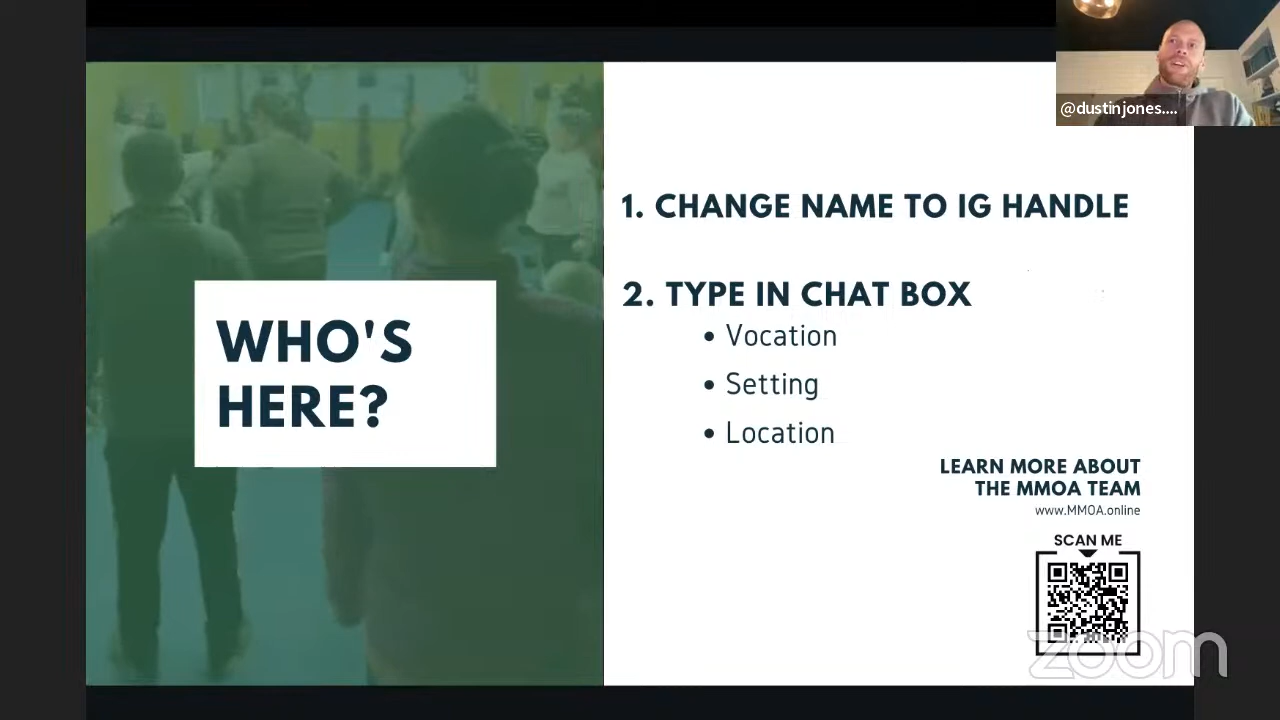 @dustinjones....
WHO'S
HERE?
1. CHANGE NAME TO IG HANDLE
2. TYPE IN CHAT BOX
• Vocation
• Setting
• Location
LEARN MORE ABOUT
THE MMOA TEAM
www.MMOA.online
SCAN ME
zoom